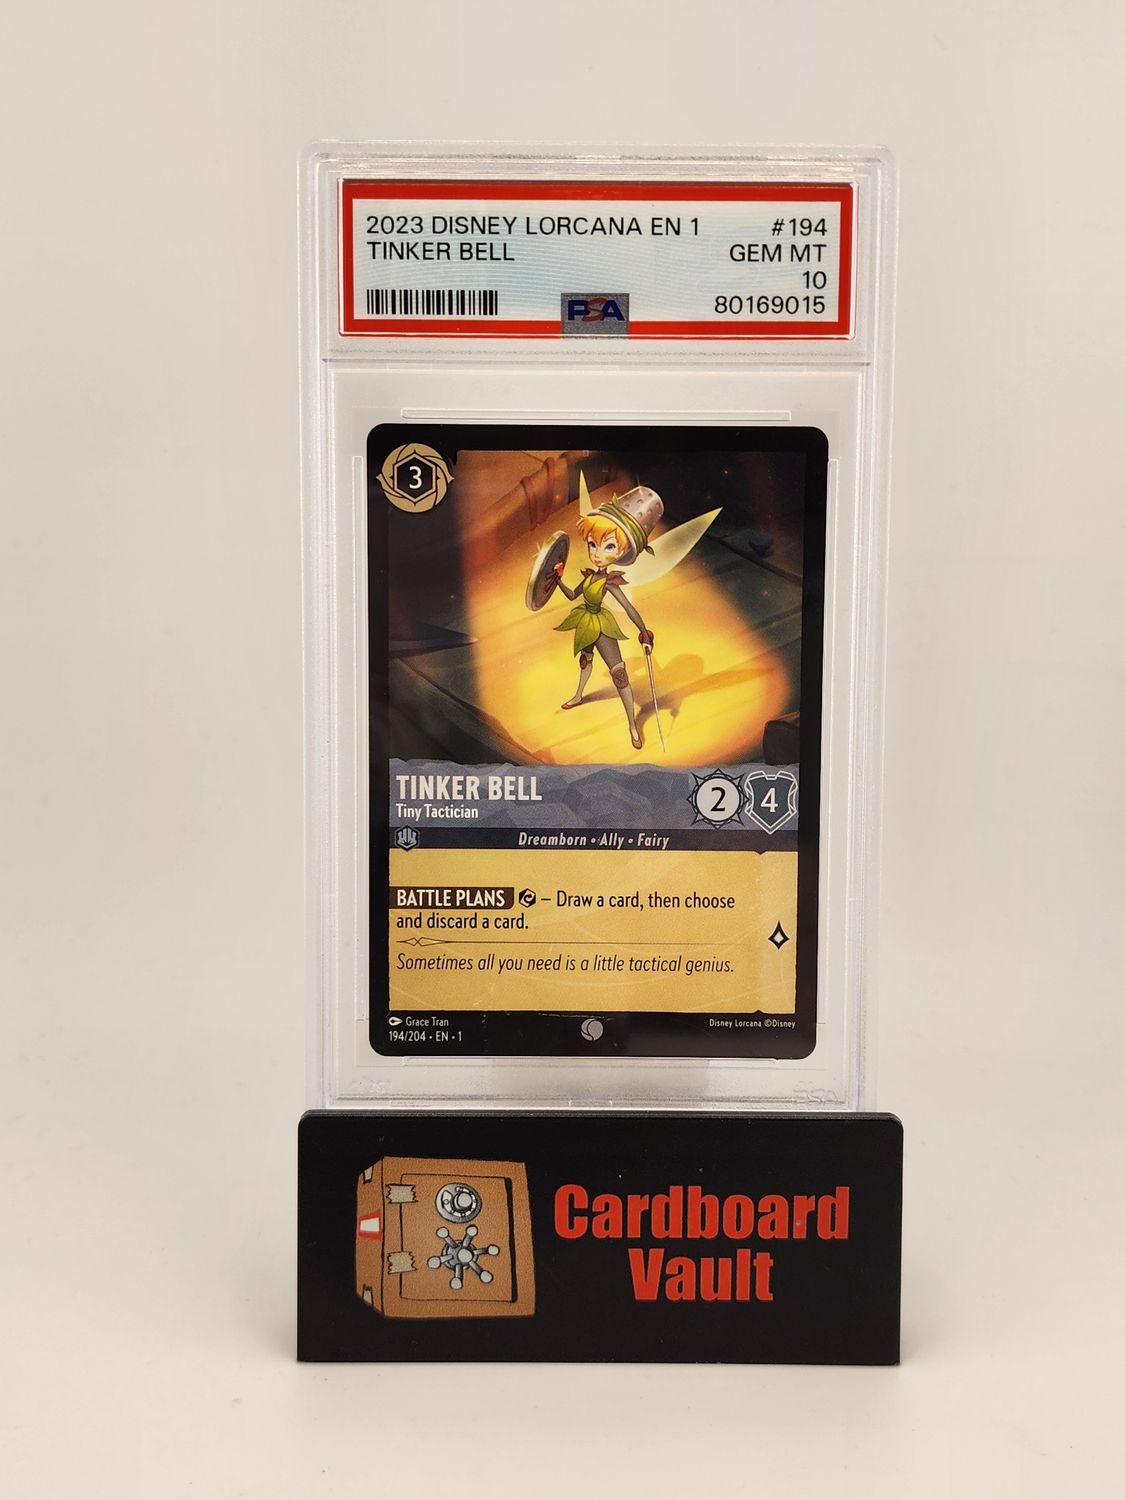 2023 DISNEY LORCANA EN 1 #194
TINKER BELL GEM MT
10
PSA 80169015
3
TINKER BELL
Tiny Tactician
2 4
Dreamborn • Ally • Fairy
BATTLE PLANS – Draw a card, then choose
and discard a card.
Sometimes all you need is a little tactical genius.
Grace Tran
Disney Lorcana ©Disney
194/204 • EN • 1
PSA
Cardboard
Vault